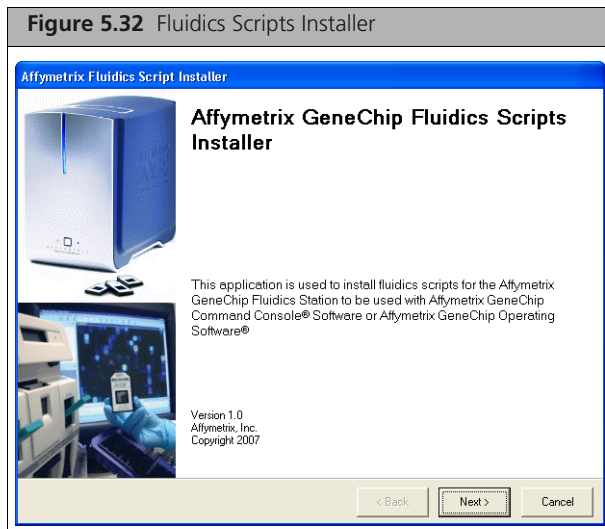 Figure 5.32 Fluidics Scripts Installer
Affymetrix Fluidics Script Installer
Affymetrix GeneChip Fluidics Scripts
Installer
This application is used to install fluidics scripts for the Affymetrix
GeneChip Fluidics Station to be used with Affymetrix GeneChip
Command Console® Software or Affymetrix GeneChip Operating
Software®
Version 1.0
Affymetrix, Inc.
Copyright 2007
< Back
Next >
Cancel